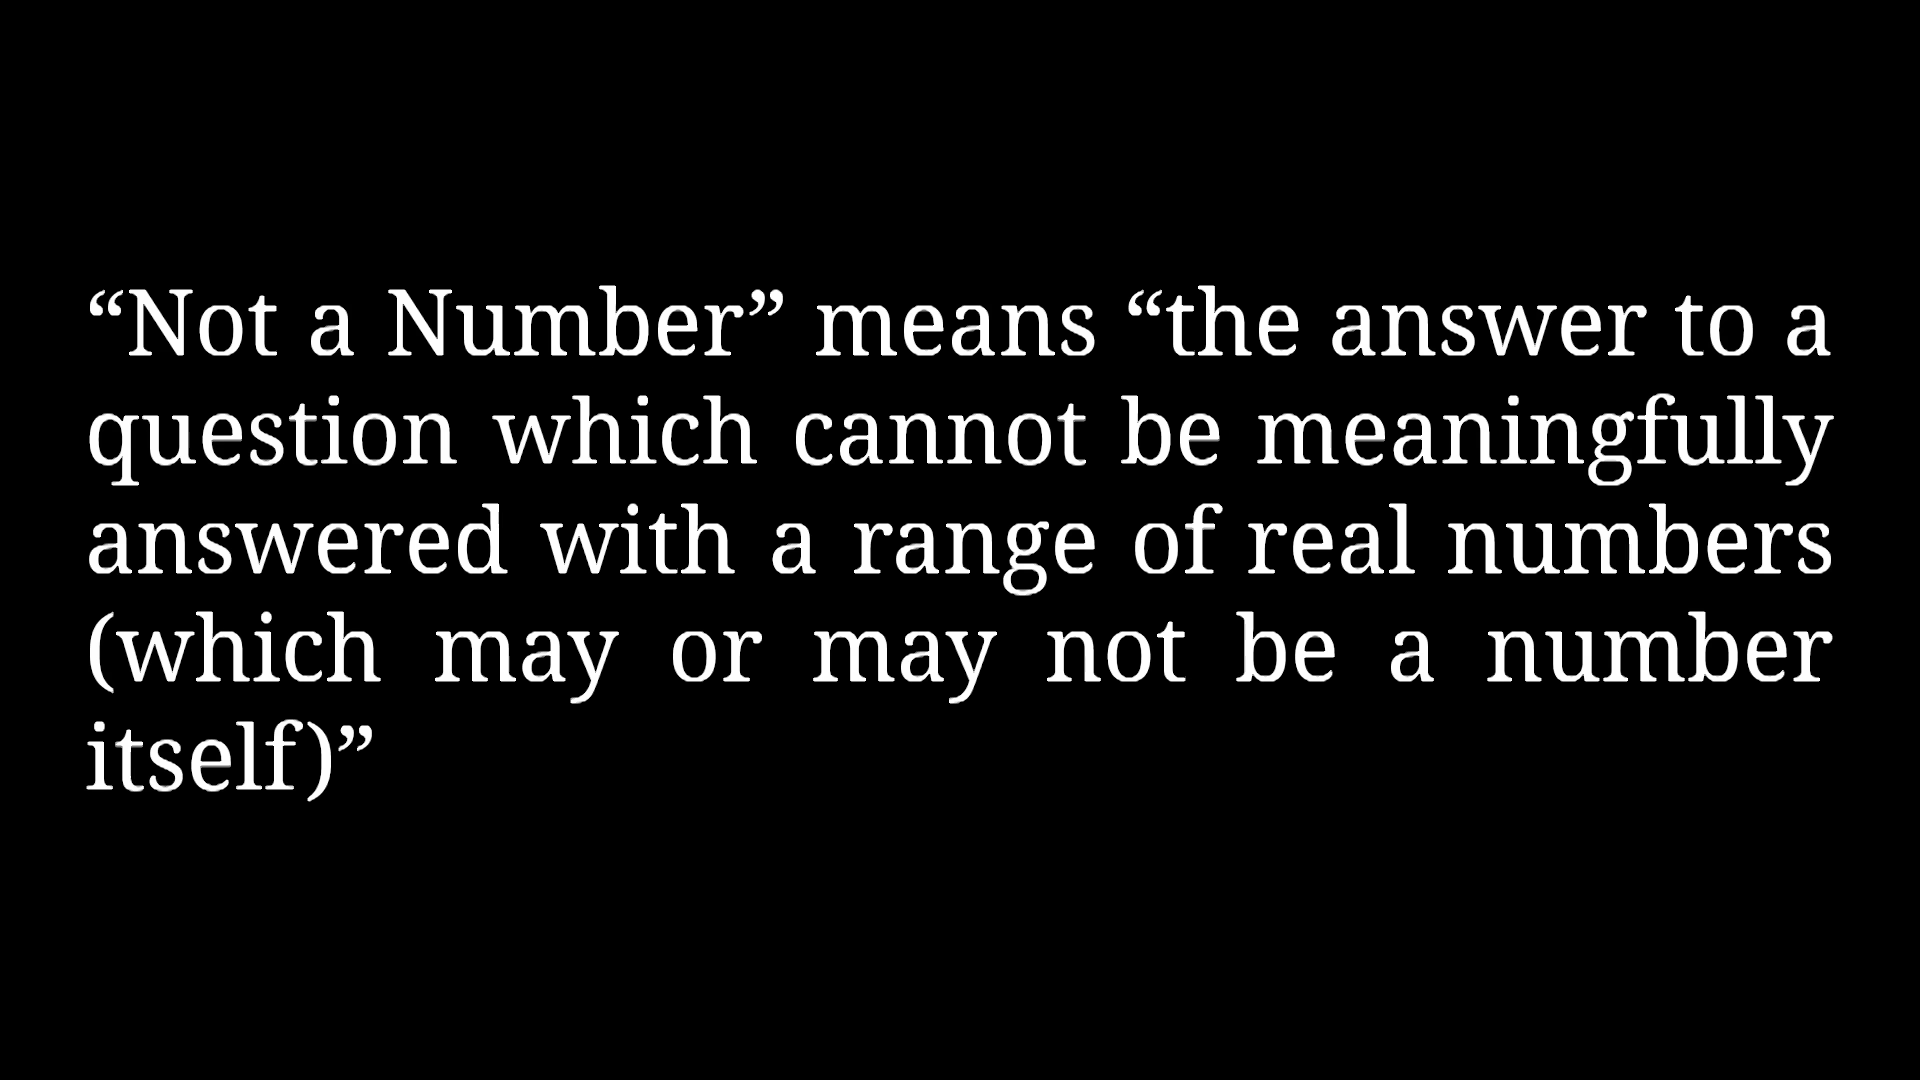 “Not a Number” means “the answer to a
question which cannot be meaningfully
answered with a range of real numbers
(which may or may not be a number
itself)”